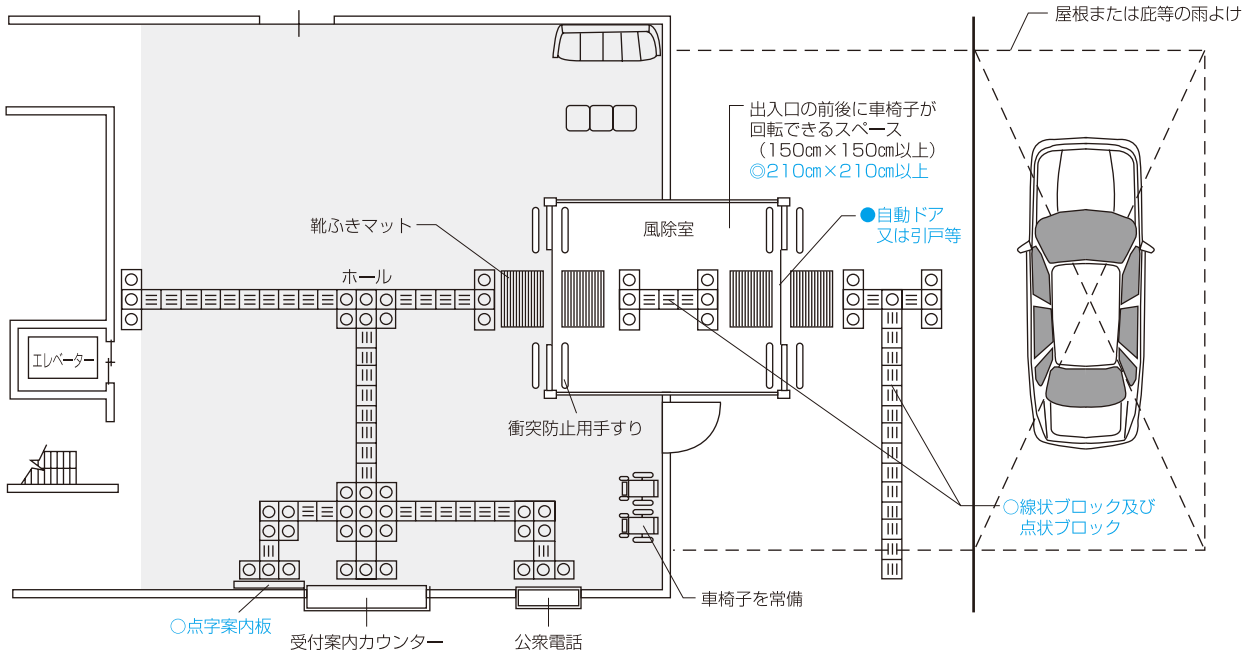 屋根または庇等の雨よけ
出入口の前後に車椅子が
回転できるスペース
（150㎝×150㎝以上）
◎210㎝×210㎝以上
●自動ドア
又は引戸等
風除室
靴ふきマット
ホール
エレベーター
衝突防止用手すり
○線状ブロック及び
点状ブロック
車椅子を常備
○点字案内板
受付案内カウンター
公衆電話